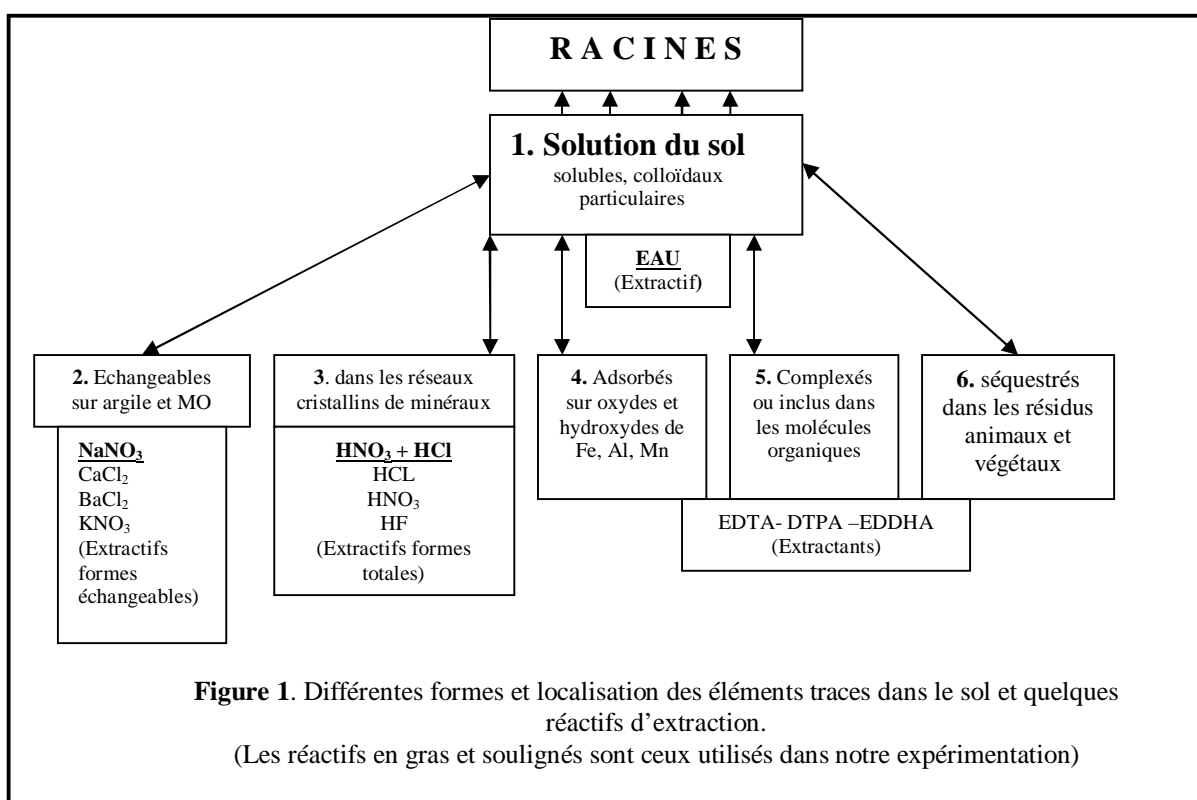 R A C I N E S
1. Solution du sol
solubles, colloïdaux
particulaires
EAU
(Extractif)
2. Echangeables
sur argile et MO
NaNO3
CaCl2
BaCl2
KNO3
(Extractifs
formes
échangeables)
3. dans les réseaux
cristallins de minéraux
HNO3 + HCl
HCL
HNO3
HF
(Extractifs formes
totales)
4. Adsorbés
sur oxydes et
hydroxydes de
Fe, Al, Mn
5. Complexés
ou inclus dans
les molécules
organiques
6. séquestrés
dans les résidus
animaux et
végétaux
EDTA- DTPA –EDDHA
(Extractants)
Figure 1. Différentes formes et localisation des éléments traces dans le sol et quelques
réactifs d’extraction.
(Les réactifs en gras et soulignés sont ceux utilisés dans notre expérimentation)